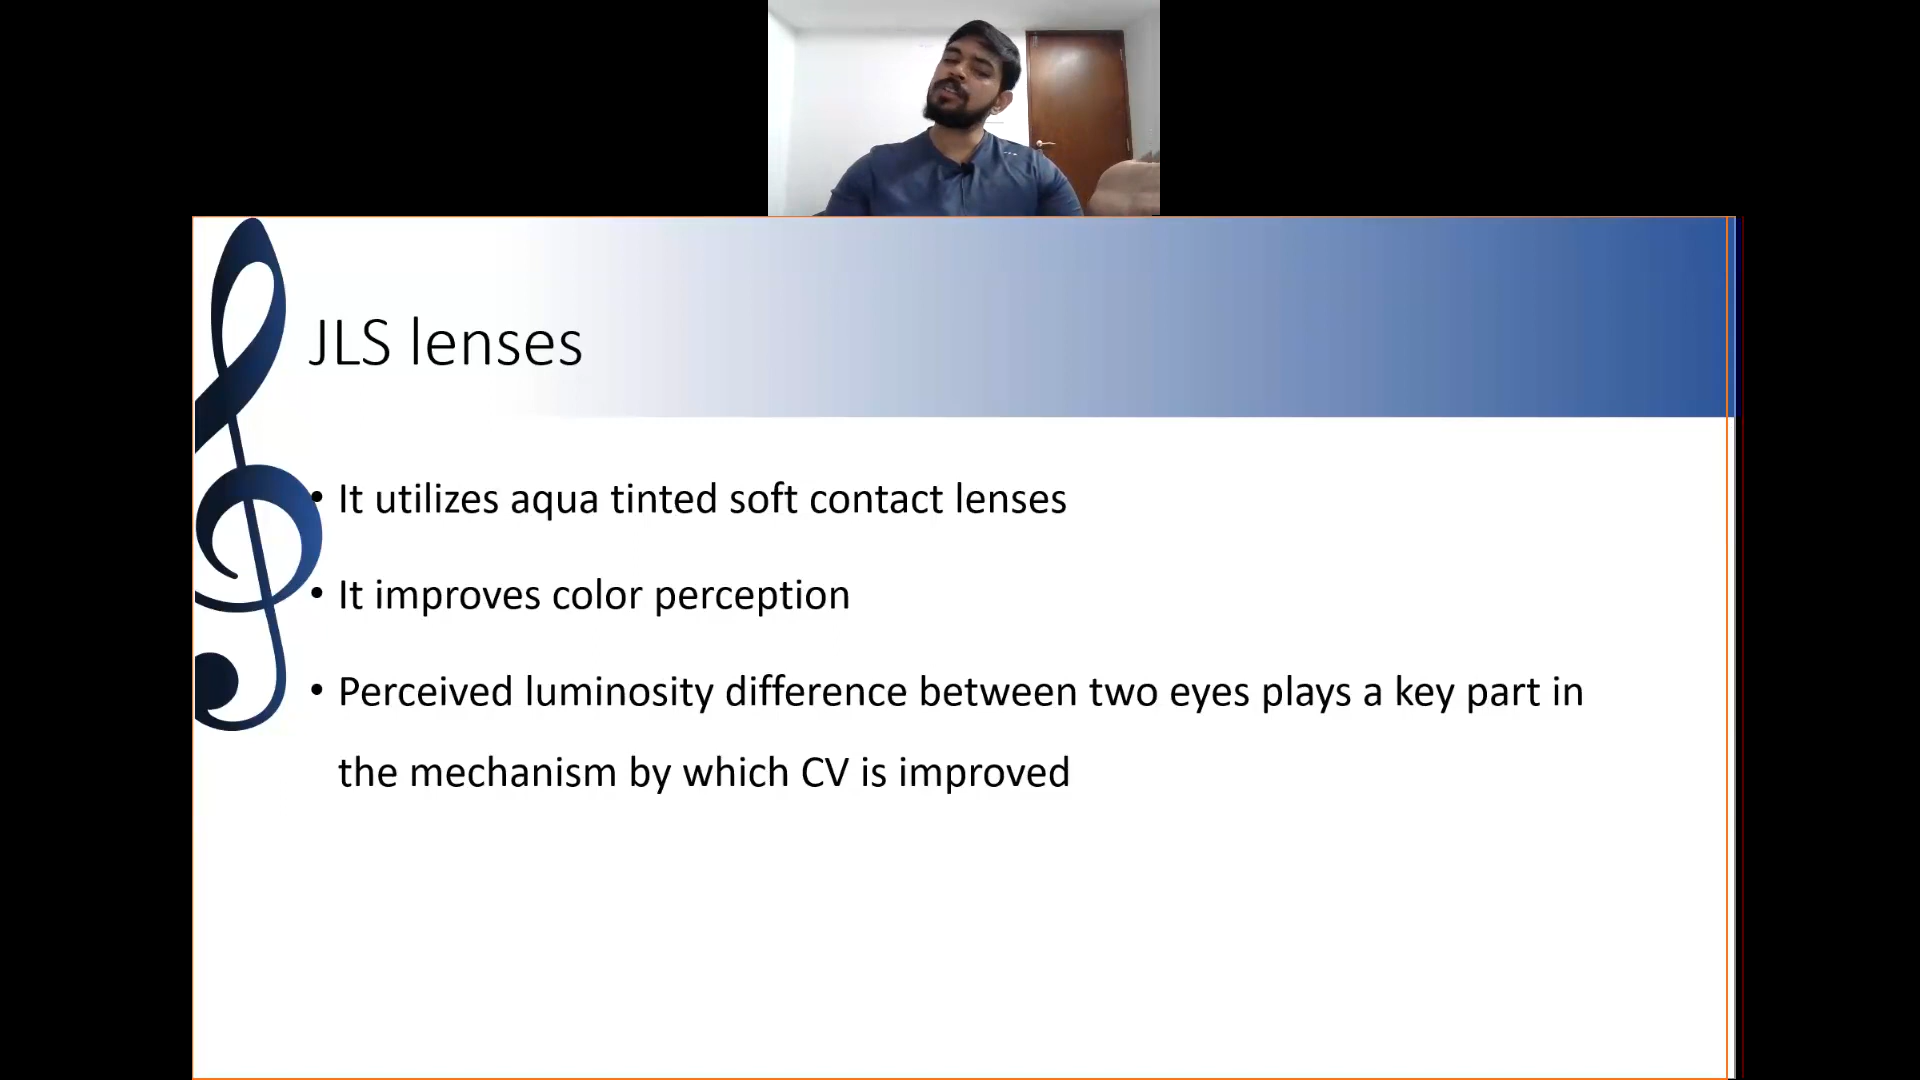 JLS lenses
• It utilizes aqua tinted soft contact lenses
• It improves color perception
• Perceived luminosity difference between two eyes plays a key part in
the mechanism by which CV is improved